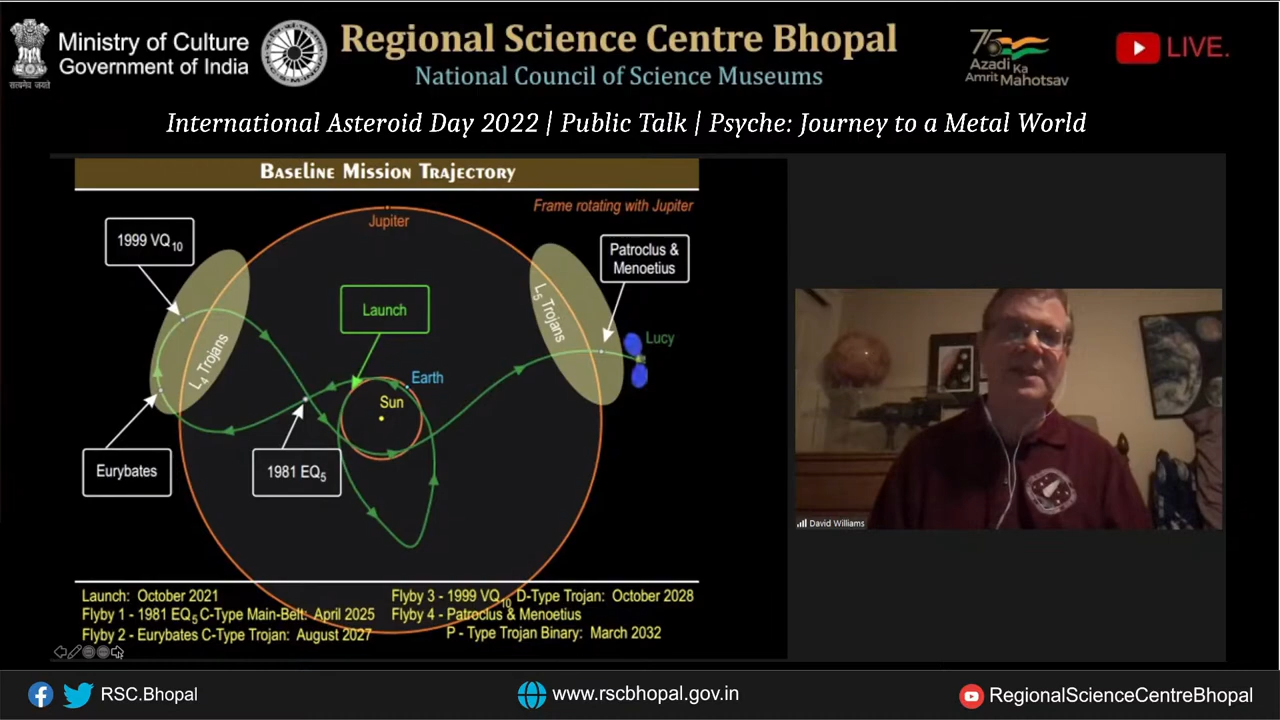 Ministry of Culture
Government of India
सत्यमेव जयते
Regional Science Centre Bhopal
National Council of Science Museums
75
Azadi Ka
Amrit Mahotsav
LIVE.
International Asteroid Day 2022 | Public Talk | Psyche: Journey to a Metal World
Baseline Mission Trajectory
Frame rotating with Jupiter
Jupiter
1999 VQ10
Patroclus &
Menoetius
Launch
L4 Trojans
L5 Trojans
Lucy
Earth
Sun
Eurybates
1981 EQ5
Launch: October 2021
Flyby 1 - 1981 EQ5 C-Type Main-Belt: April 2025
Flyby 2 - Eurybates C-Type Trojan: August 2027
Flyby 3 - 1999 VQ10 D-Type Trojan: October 2028
Flyby 4 - Patroclus & Menoetius
P - Type Trojan Binary: March 2032
David Williams
RSC.Bhopal
www.rscbhopal.gov.in
RegionalScienceCentreBhopal